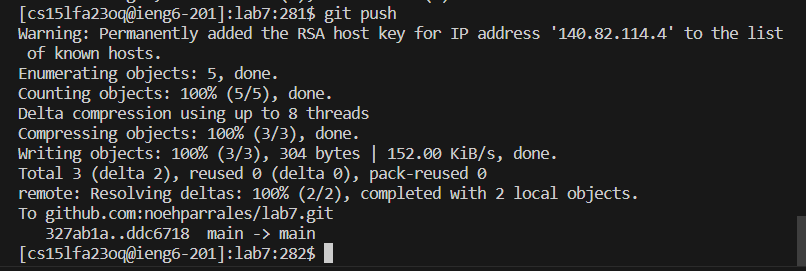 [cs15lfa23oq@ieng6-201]:lab7:281$ git push
Warning: Permanently added the RSA host key for IP address '140.82.114.4' to the list
 of known hosts.
Enumerating objects: 5, done.
Counting objects: 100% (5/5), done.
Delta compression using up to 8 threads
Compressing objects: 100% (3/3), done.
Writing objects: 100% (3/3), 304 bytes | 152.00 KiB/s, done.
Total 3 (delta 2), reused 0 (delta 0), pack-reused 0
remote: Resolving deltas: 100% (2/2), completed with 2 local objects.
To github.com:noehparrales/lab7.git
   327ab1a..ddc6718  main -> main
[cs15lfa23oq@ieng6-201]:lab7:282$